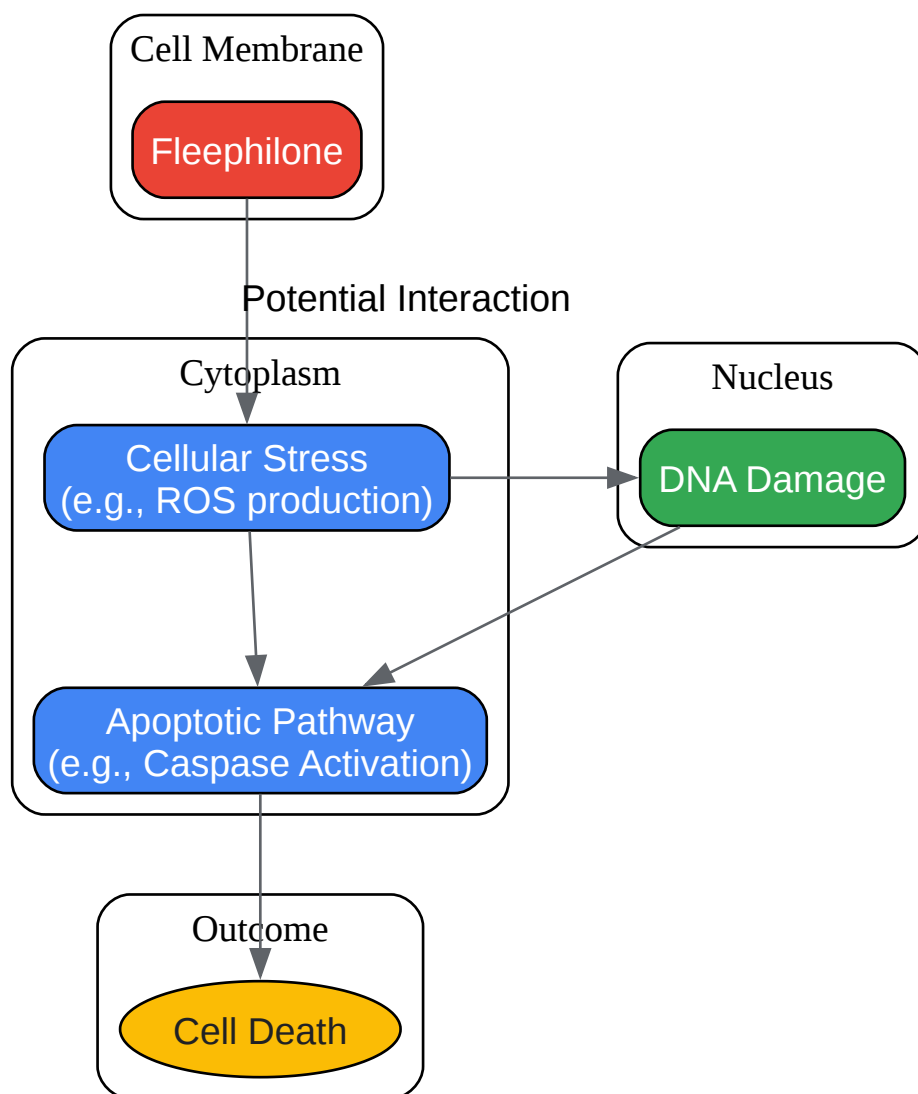 Cell Membrane
Fleephilone
Potential Interaction
Cytoplasm
Cellular Stress
(e.g., ROS production)
Nucleus
DNA Damage
Apoptotic Pathway
(e.g., Caspase Activation)
Outcome
Cell Death